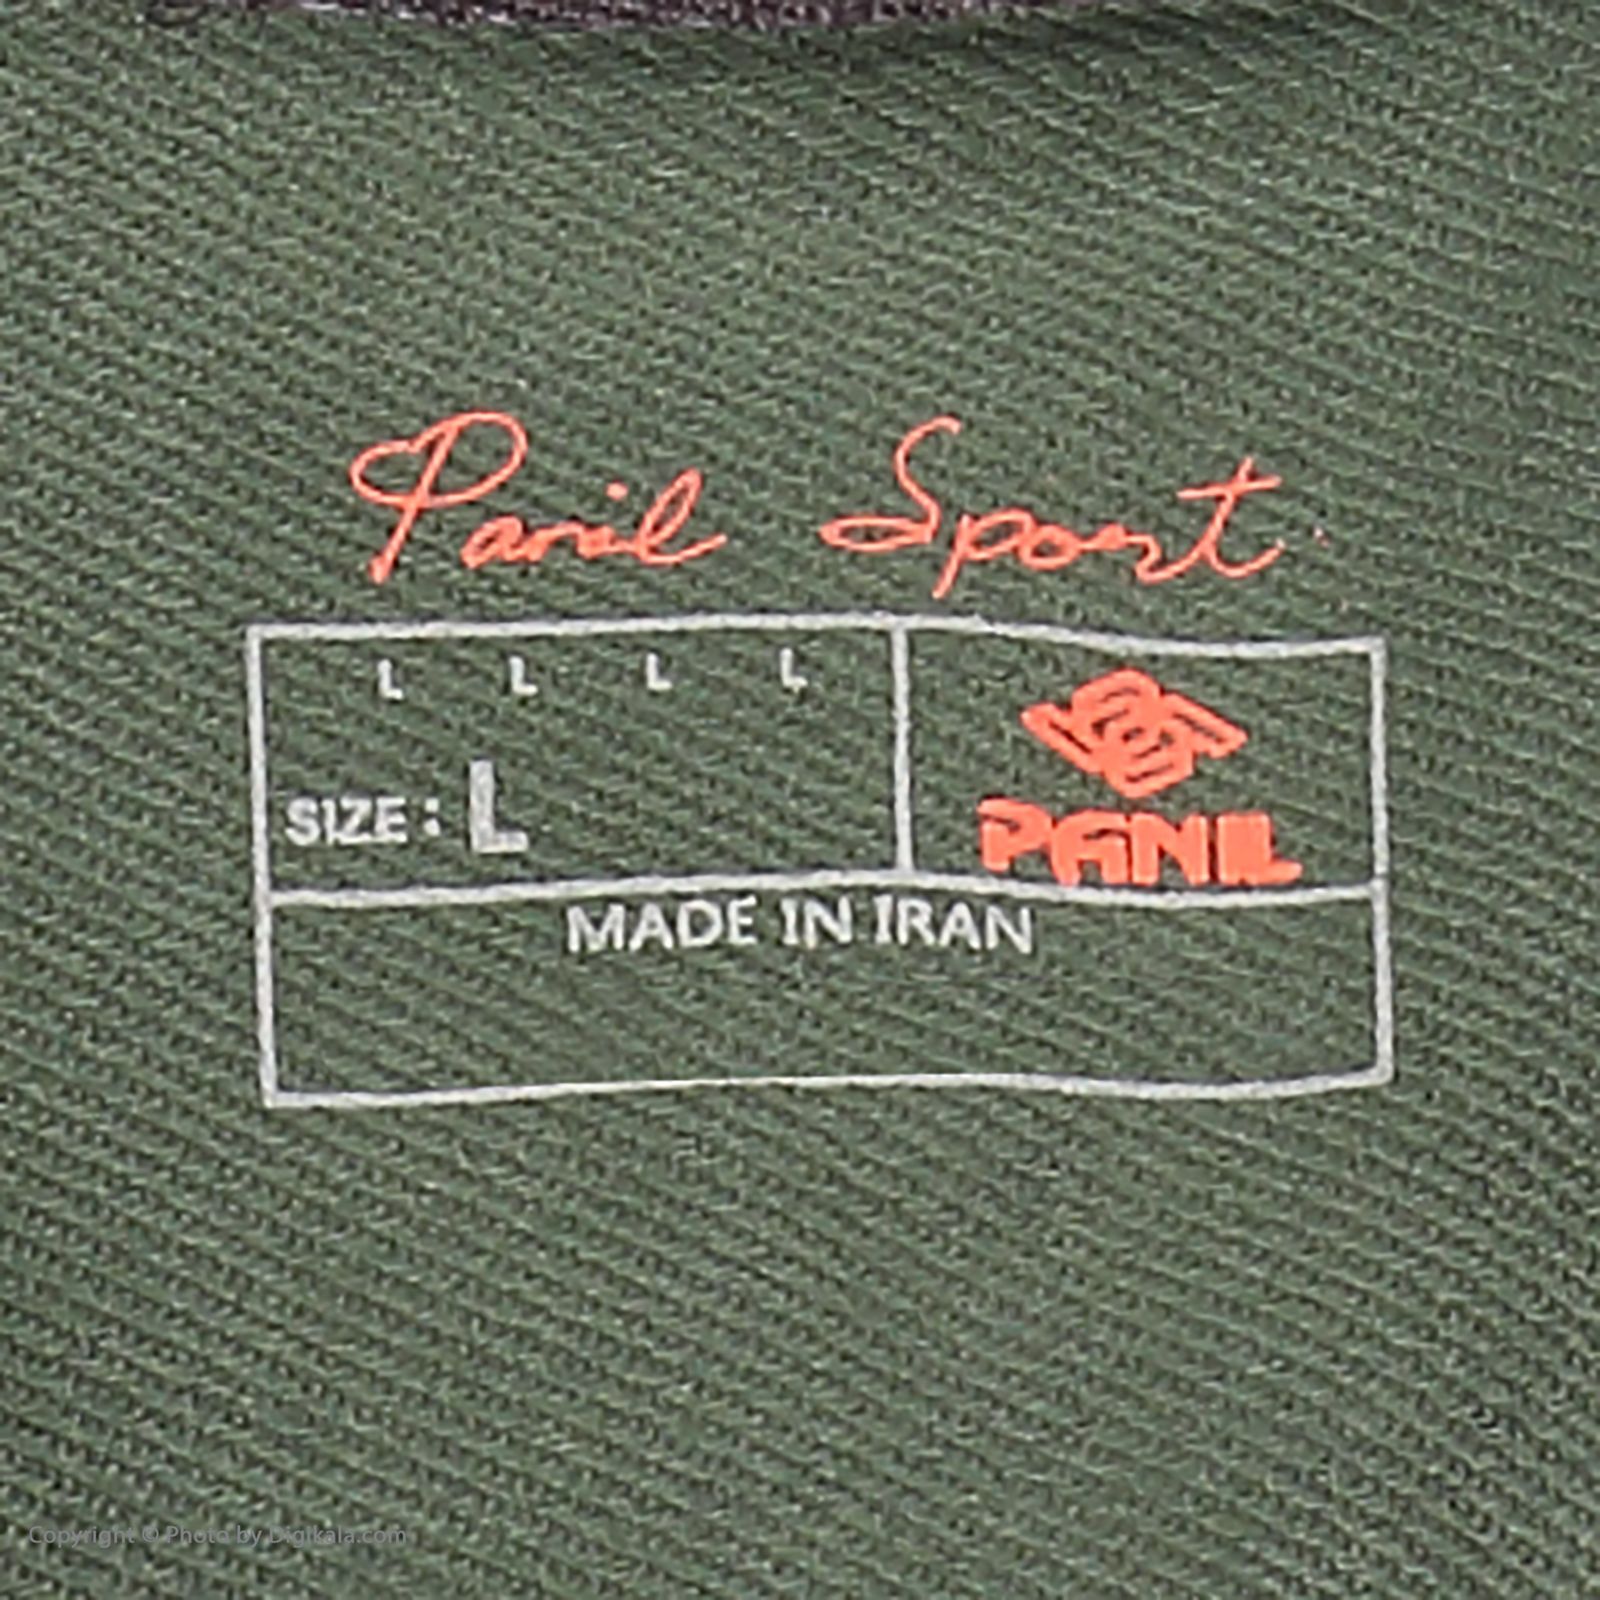 Panil Sport
L L L L
SIZE: L
PANIL
MADE IN IRAN
Copyright © Photo by Digikala.com